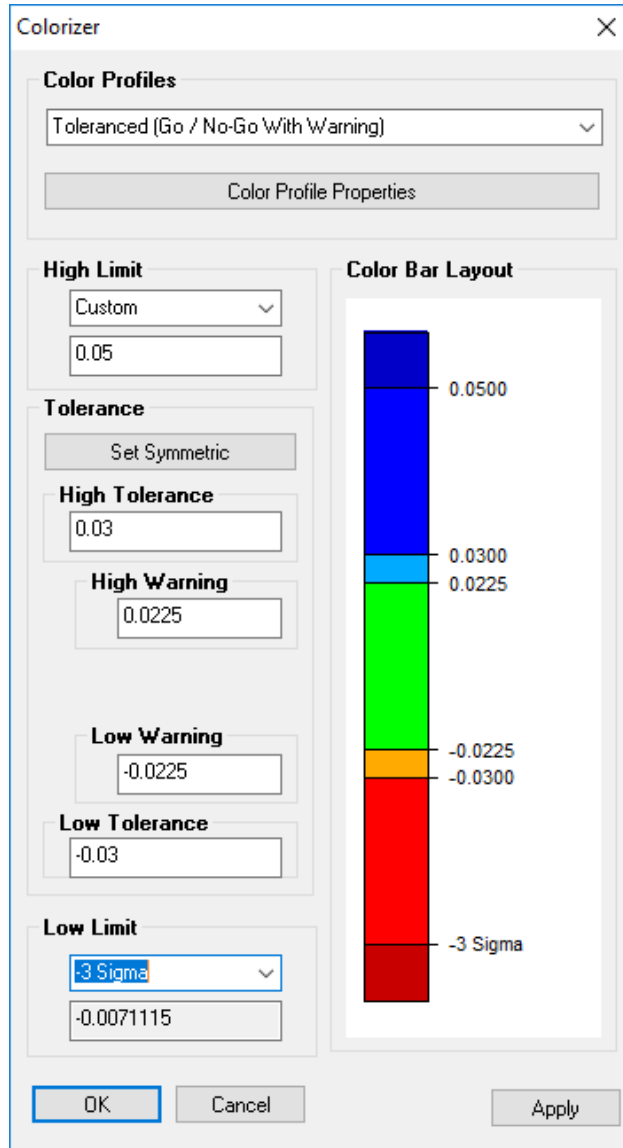 Colorizer
Color Profiles
Toleranced (Go / No-Go With Warning)
Color Profile Properties
High Limit
Custom
0.05
Tolerance
Set Symmetric
High Tolerance
0.03
High Warning
0.0225
Low Warning
-0.0225
Low Tolerance
-0.03
Low Limit
-3 Sigma
-0.0071115
Color Bar Layout
0.0500
0.0300
0.0225
-0.0225
-0.0300
-3 Sigma
OK
Cancel
Apply